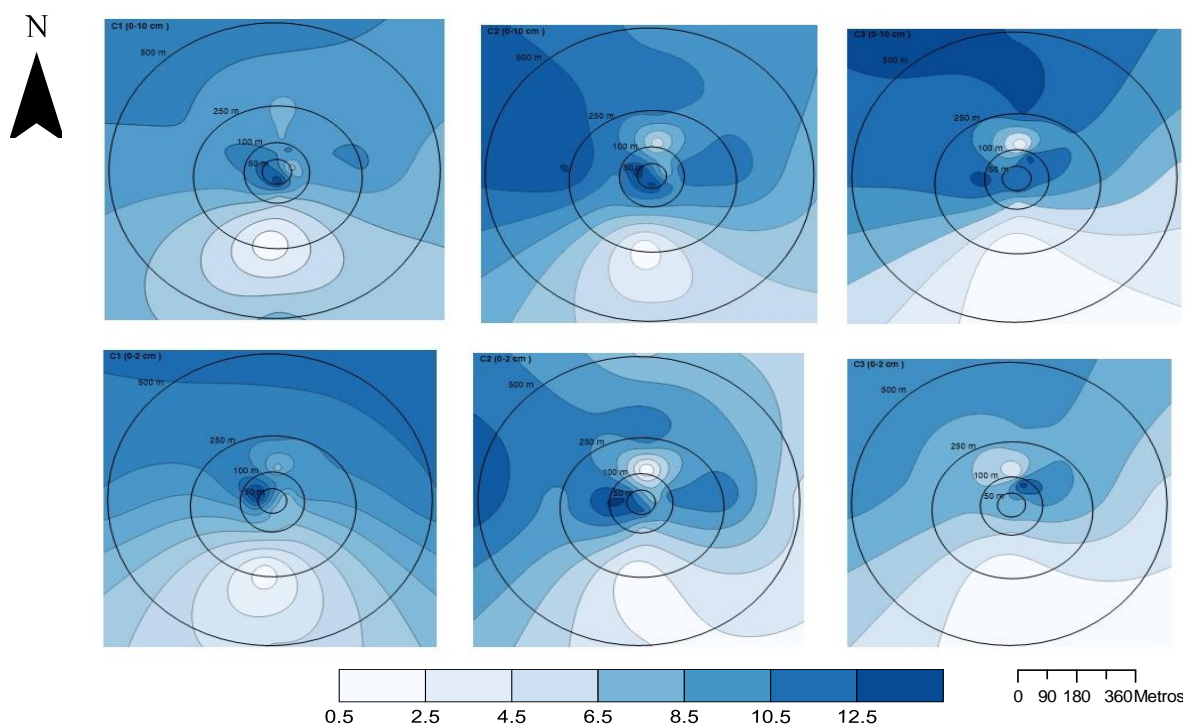 N
C1 (0-10 cm )
500 m
250 m
100 m
50 m
C2 (0-10 cm )
500 m
250 m
100 m
50 m
C3 (0-10 cm )
500 m
250 m
100 m
50 m
C1 (0-2 cm )
500 m
250 m
100 m
50 m
C2 (0-2 cm )
500 m
250 m
100 m
50 m
C3 (0-2 cm )
500 m
250 m
100 m
50 m
0.5 2.5 4.5 6.5 8.5 10.5 12.5
0 90 180 360 Metros